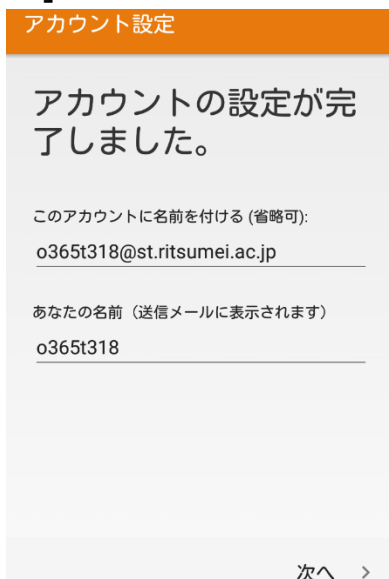 アカウント設定
アカウントの設定が完
了しました。
このアカウントに名前を付ける (省略可):
o365t318@st.ritsumei.ac.jp
あなたの名前（送信メールに表示されます）
o365t318
次へ >